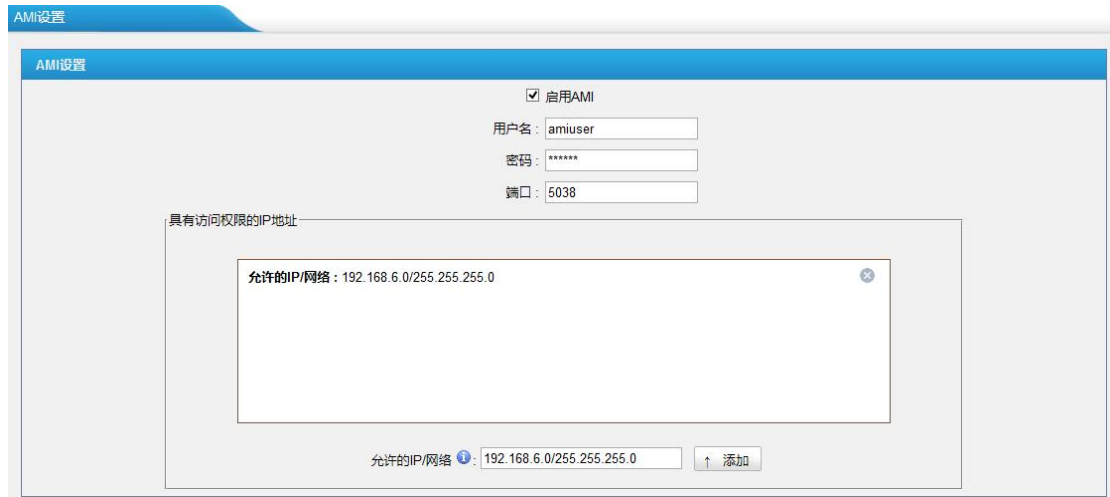 AMI设置
AMI设置
启用AMI
用户名 : amiuser
密码 : ******
端口 : 5038
具有访问权限的IP地址
允许的IP/网络 : 192.168.6.0/255.255.255.0
允许的IP/网络 : 192.168.6.0/255.255.255.0 ↑ 添加